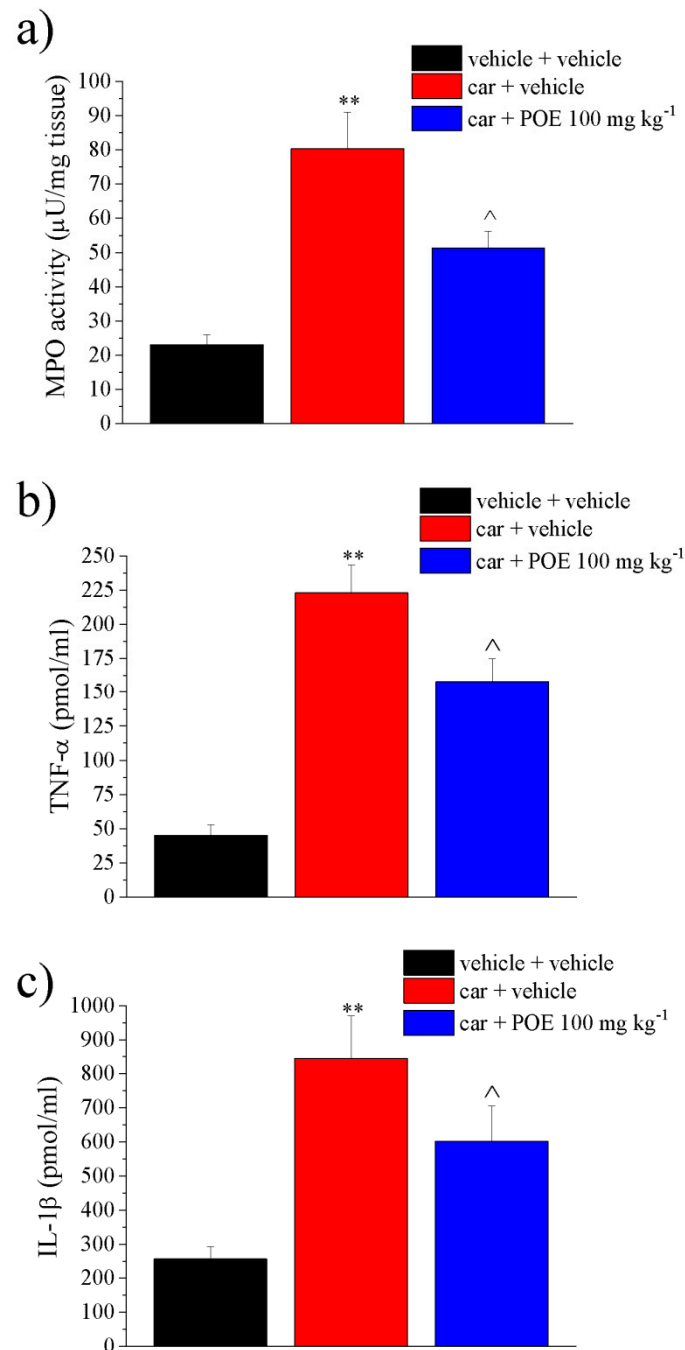 a)
vehicle + vehicle
car + vehicle
car + POE 100 mg kg⁻¹
MPO activity (µU/mg tissue)
100
90
80
70
60
50
40
30
20
10
0
**
^
b)
vehicle + vehicle
car + vehicle
car + POE 100 mg kg⁻¹
TNF-α (pmol/ml)
250
225
200
175
150
125
100
75
50
25
0
**
^
c)
vehicle + vehicle
car + vehicle
car + POE 100 mg kg⁻¹
IL-1β (pmol/ml)
1000
900
800
700
600
500
400
300
200
100
0
**
^